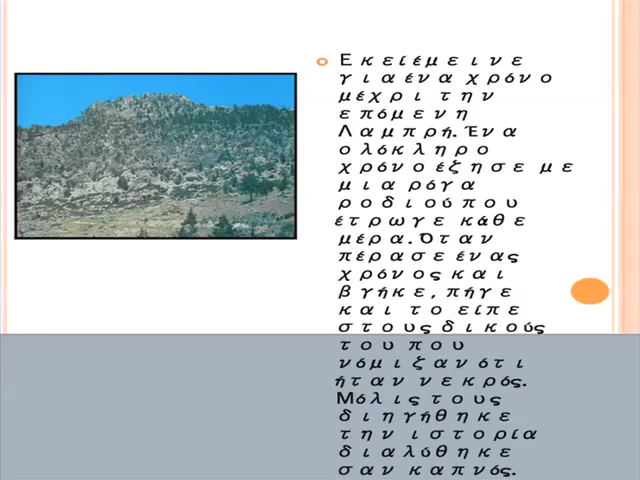 Εκεί έμεινε
για ένα χρόνο
μέχρι την
επόμενη
Λαμπρή. Ένα
ολόκληρο
χρόνο έζησε με
μια ρόγα
ροδιού που
έτρωγε κάθε
μέρα. Όταν
πέρασε ένας
χρόνος και
βγήκε, πήγε
και το είπε
στους δικούς
του που
νόμιζαν ότι
ήταν νεκρός.
Μόλις τους
διηγήθηκε
την ιστορία
διαλύθηκε
σαν καπνός.